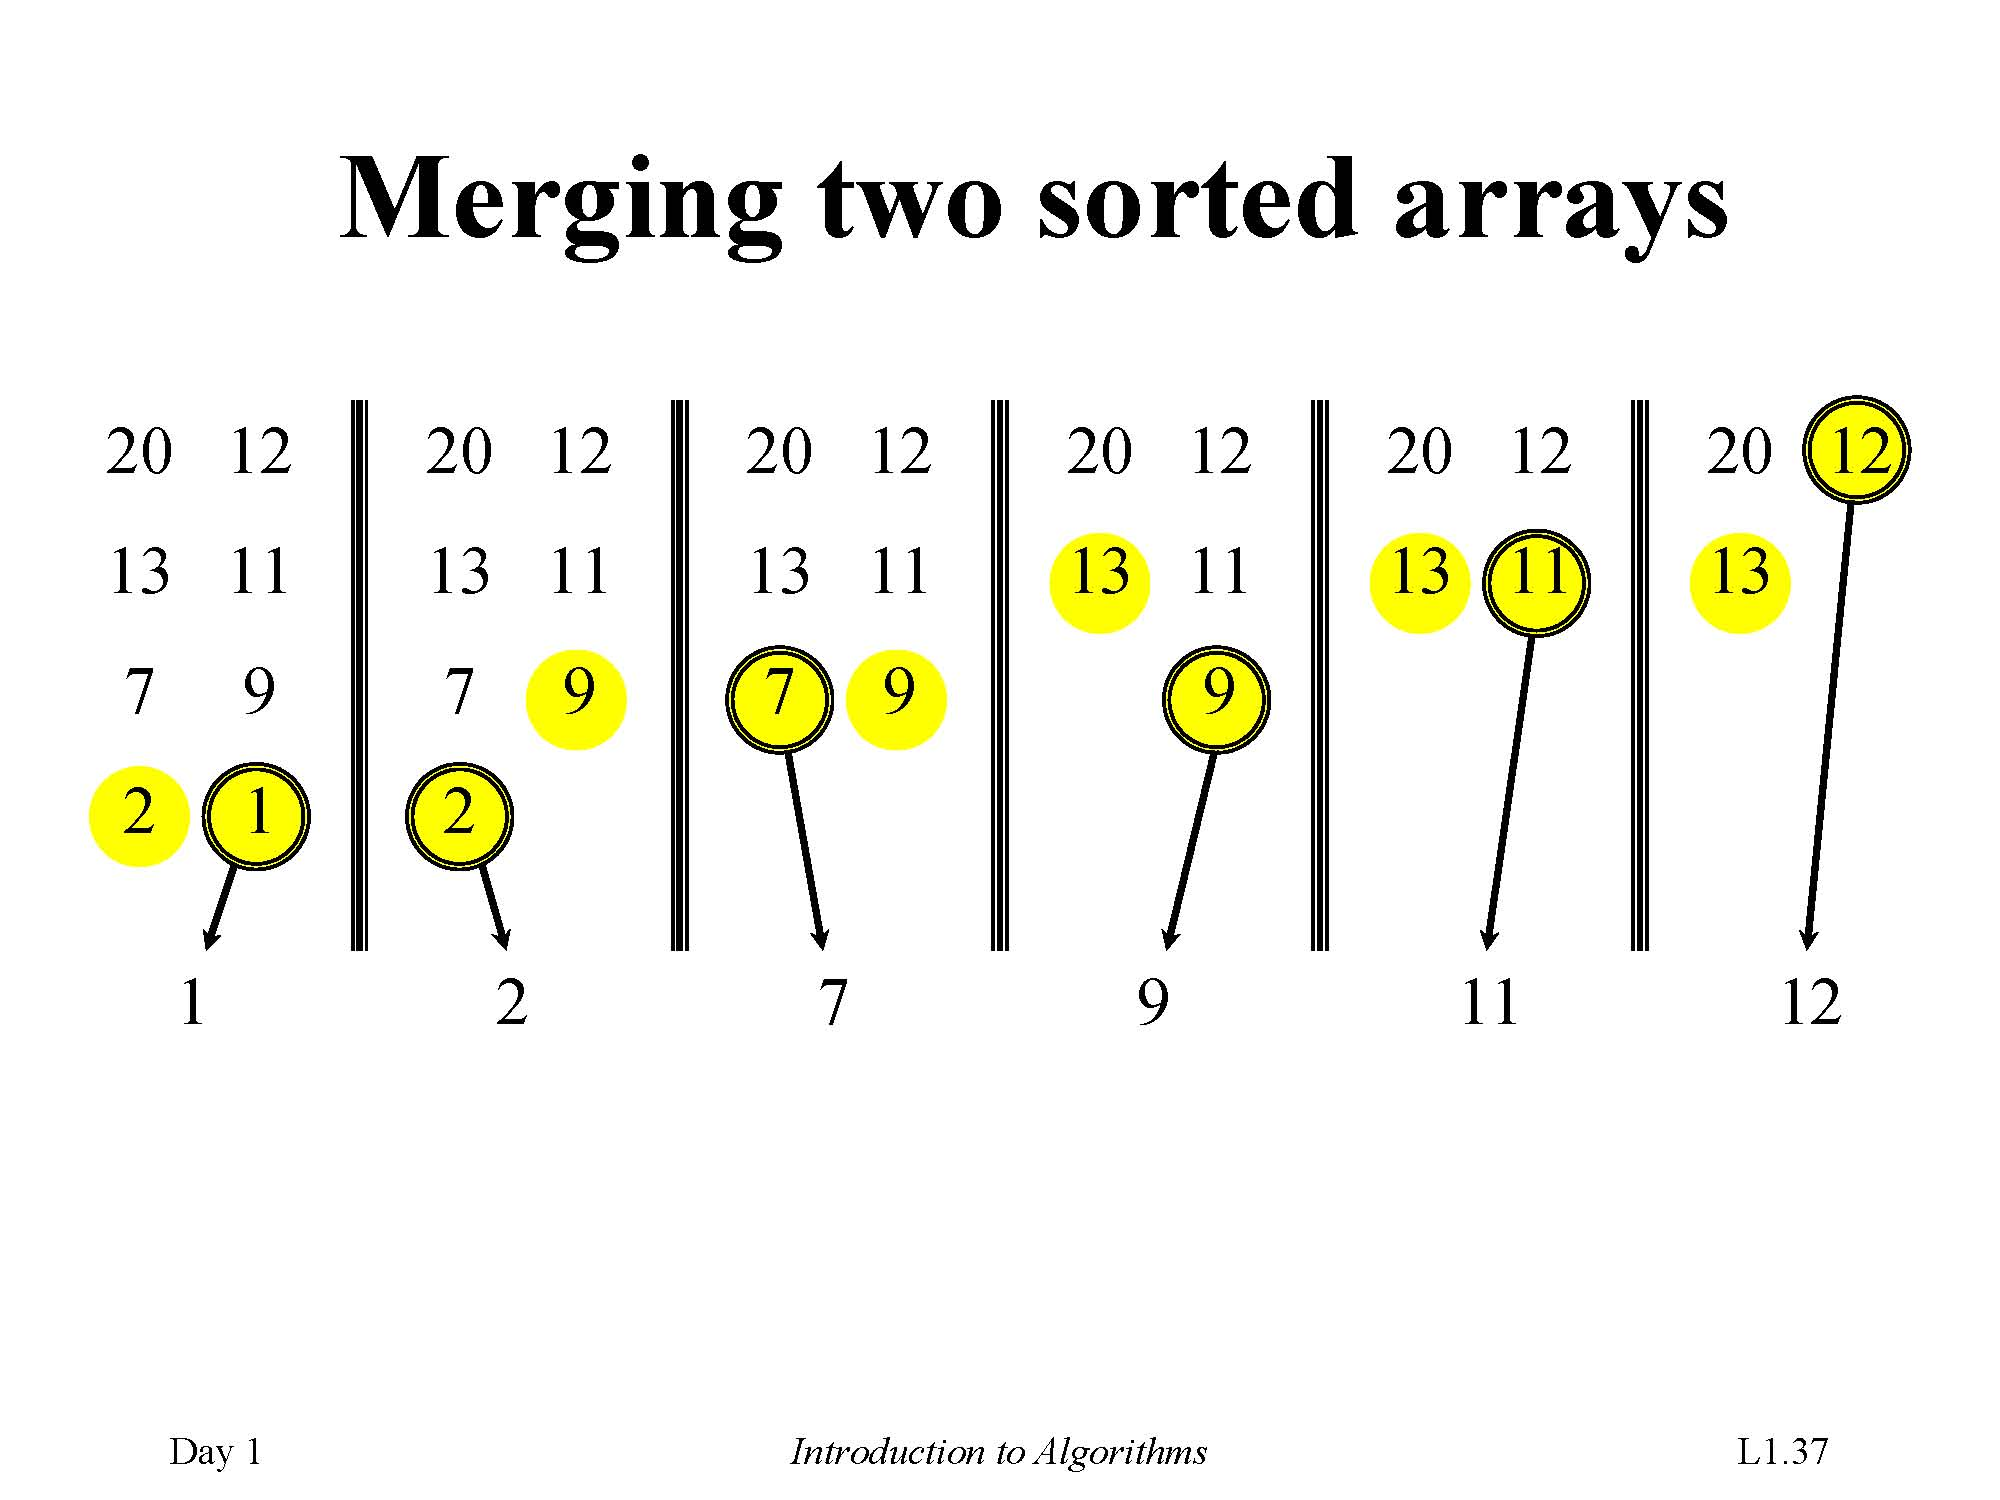 Merging two sorted arrays
20 12 20 12 20 12 20 12 20 12 20 12
13 11 13 11 13 11 13 11 13 11 13
7 9 7 9 7 9 9
2 1 2
1 2 7 9 11 12
Day 1 Introduction to Algorithms L1.37